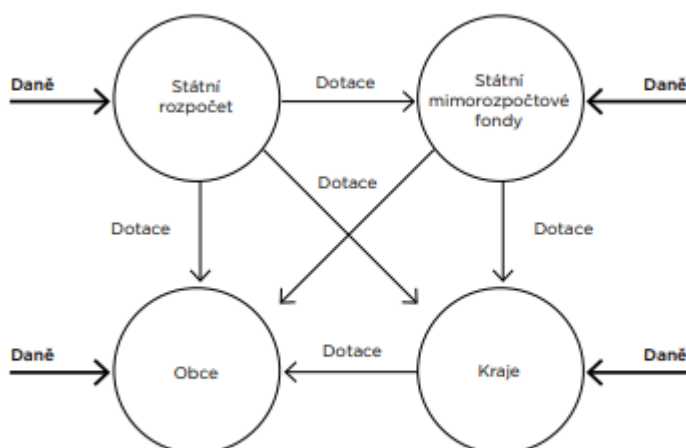 Daně
Státní
rozpočet
Dotace
Státní
mimorozpočtové
fondy
Daně
Dotace
Dotace
Dotace
Daně
Obce
Dotace
Kraje
Daně